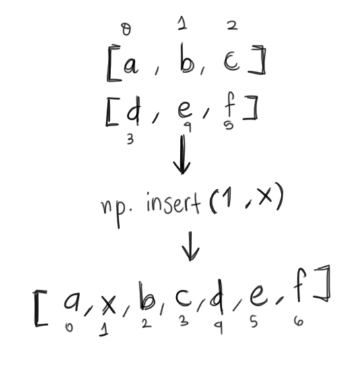 0 1 2
[a , b, c]
[d, e, f]
3 4 5
np. insert (1 ,x)
[ a,x,b,c,d,e,f]
0 1 2 3 4 5 6